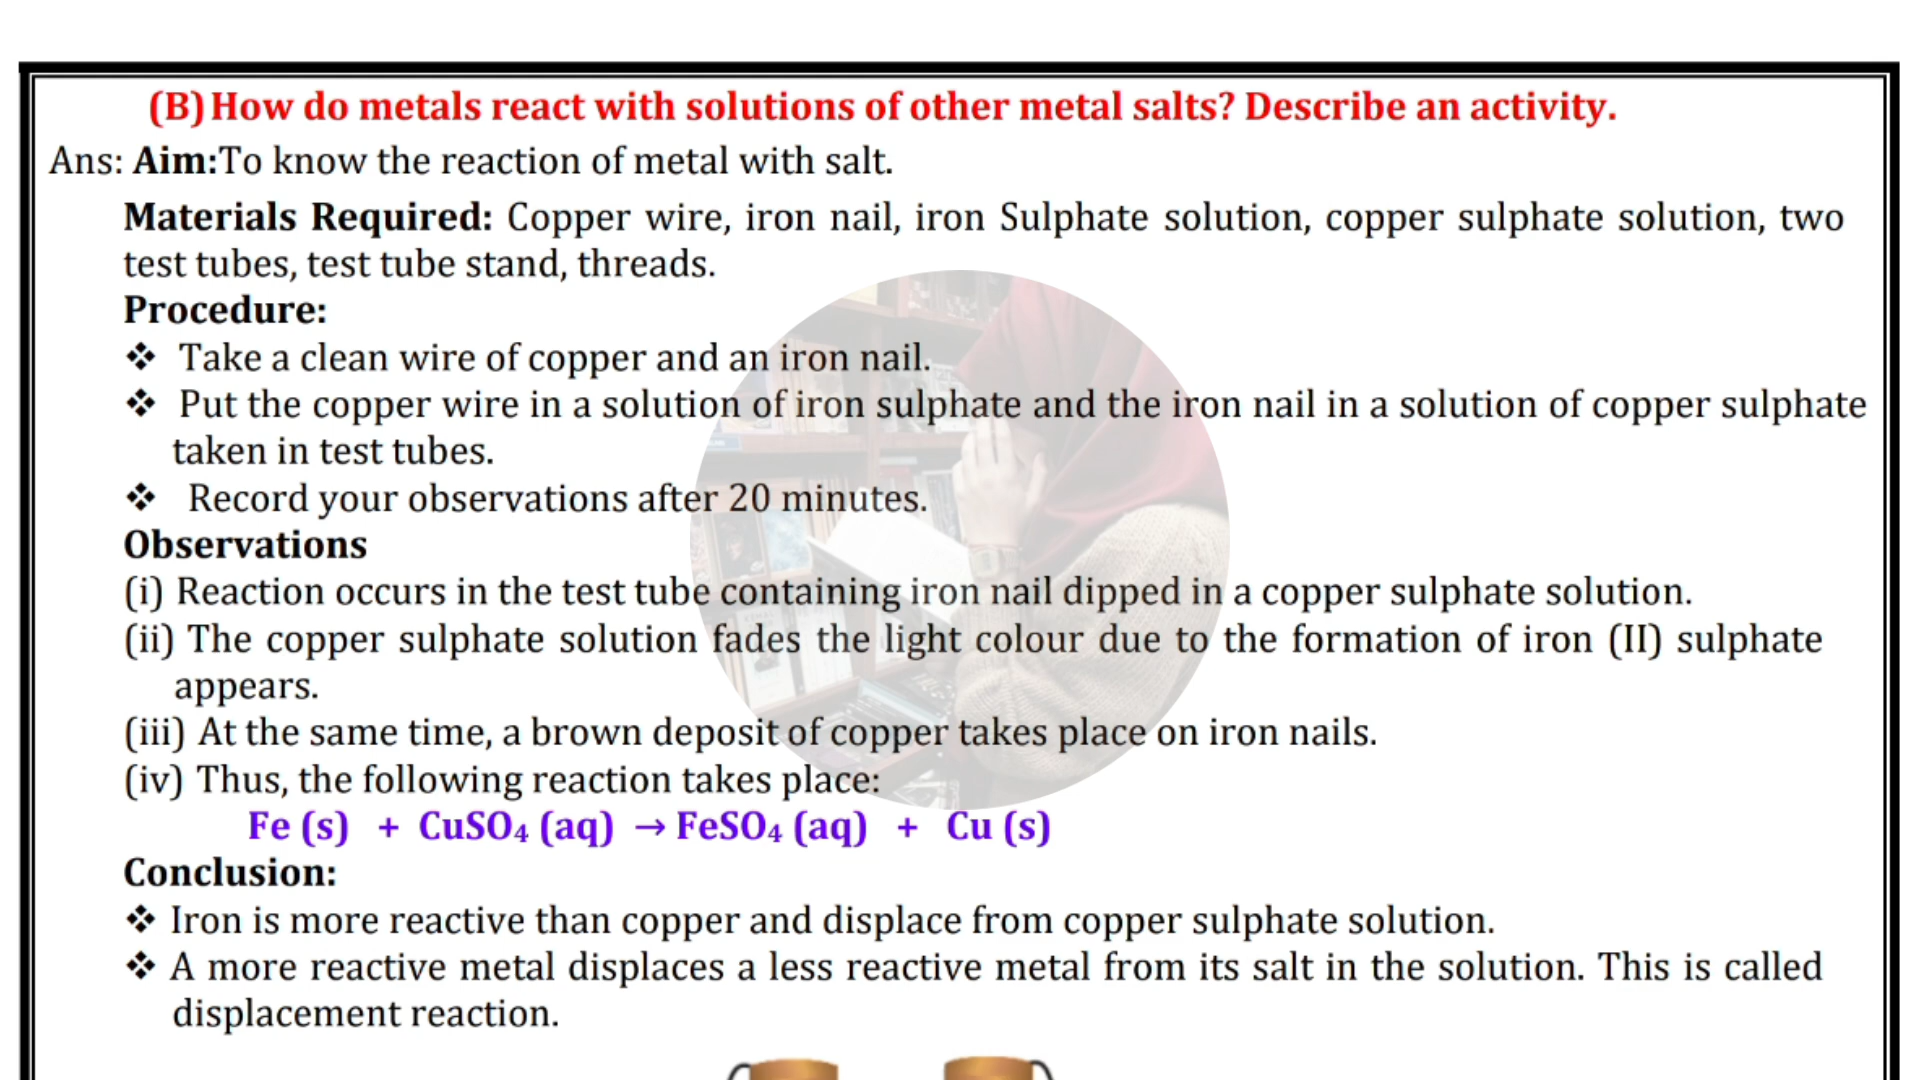 (B) How do metals react with solutions of other metal salts? Describe an activity.
Ans: Aim:To know the reaction of metal with salt.
Materials Required: Copper wire, iron nail, iron Sulphate solution, copper sulphate solution, two
test tubes, test tube stand, threads.
Procedure:
❖ Take a clean wire of copper and an iron nail.
❖ Put the copper wire in a solution of iron sulphate and the iron nail in a solution of copper sulphate
taken in test tubes.
❖ Record your observations after 20 minutes.
Observations
(i) Reaction occurs in the test tube containing iron nail dipped in a copper sulphate solution.
(ii) The copper sulphate solution fades the light colour due to the formation of iron (II) sulphate
appears.
(iii) At the same time, a brown deposit of copper takes place on iron nails.
(iv) Thus, the following reaction takes place:
Fe (s) + CuSO₄ (aq) → FeSO₄ (aq) + Cu (s)
Conclusion:
❖ Iron is more reactive than copper and displace from copper sulphate solution.
❖ A more reactive metal displaces a less reactive metal from its salt in the solution. This is called
displacement reaction.